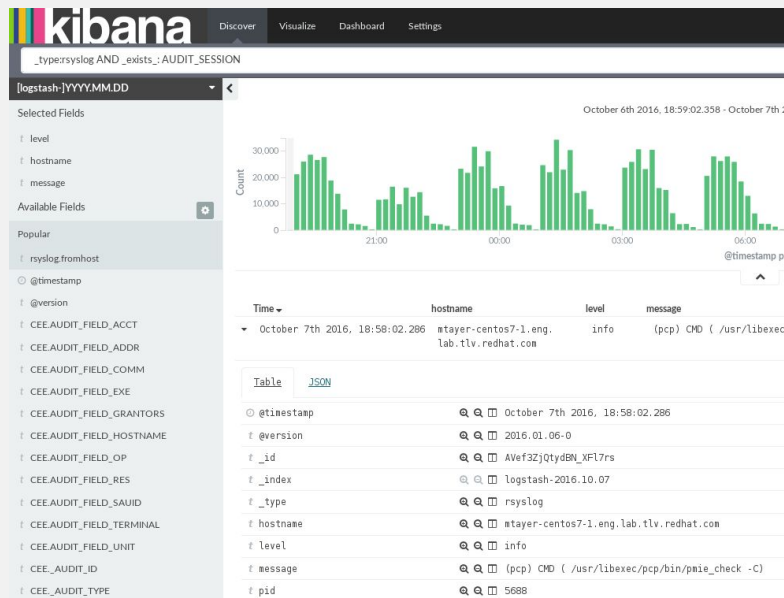 kibana
Discover Visualize Dashboard Settings
_type:rsyslog AND _exists_: AUDIT_SESSION
[logstash-]YYYY.MM.DD
Selected Fields
t level
t hostname
t message
Available Fields
Popular
t rsyslog.fromhost
@timestamp
t @version
t CEE.AUDIT_FIELD_ACCT
t CEE.AUDIT_FIELD_ADDR
t CEE.AUDIT_FIELD_COMM
t CEE.AUDIT_FIELD_EXE
t CEE.AUDIT_FIELD_GRANTORS
t CEE.AUDIT_FIELD_HOSTNAME
t CEE.AUDIT_FIELD_OP
t CEE.AUDIT_FIELD_RES
t CEE.AUDIT_FIELD_SAUID
t CEE.AUDIT_FIELD_TERMINAL
t CEE.AUDIT_FIELD_UNIT
t CEE._AUDIT_ID
t CEE._AUDIT_TYPE
October 6th 2016, 18:59:02.358 - October 7th 2
Count
30,000
20,000
10,000
0
21:00 00:00 03:00 06:00
@timestamp p
Time hostname level message
October 7th 2016, 18:58:02.286 mtayer-centos7-1.eng. info (pcp) CMD ( /usr/libexec
lab.tlv.redhat.com
Table JSON
@timestamp October 7th 2016, 18:58:02.286
t @version 2016.01.06-0
t _id AVef3ZjQtydBN_XFl7rs
t _index logstash-2016.10.07
t _type rsyslog
t hostname mtayer-centos7-1.eng.lab.tlv.redhat.com
t level info
t message (pcp) CMD ( /usr/libexec/pcp/bin/pmie_check -C)
t pid 5688